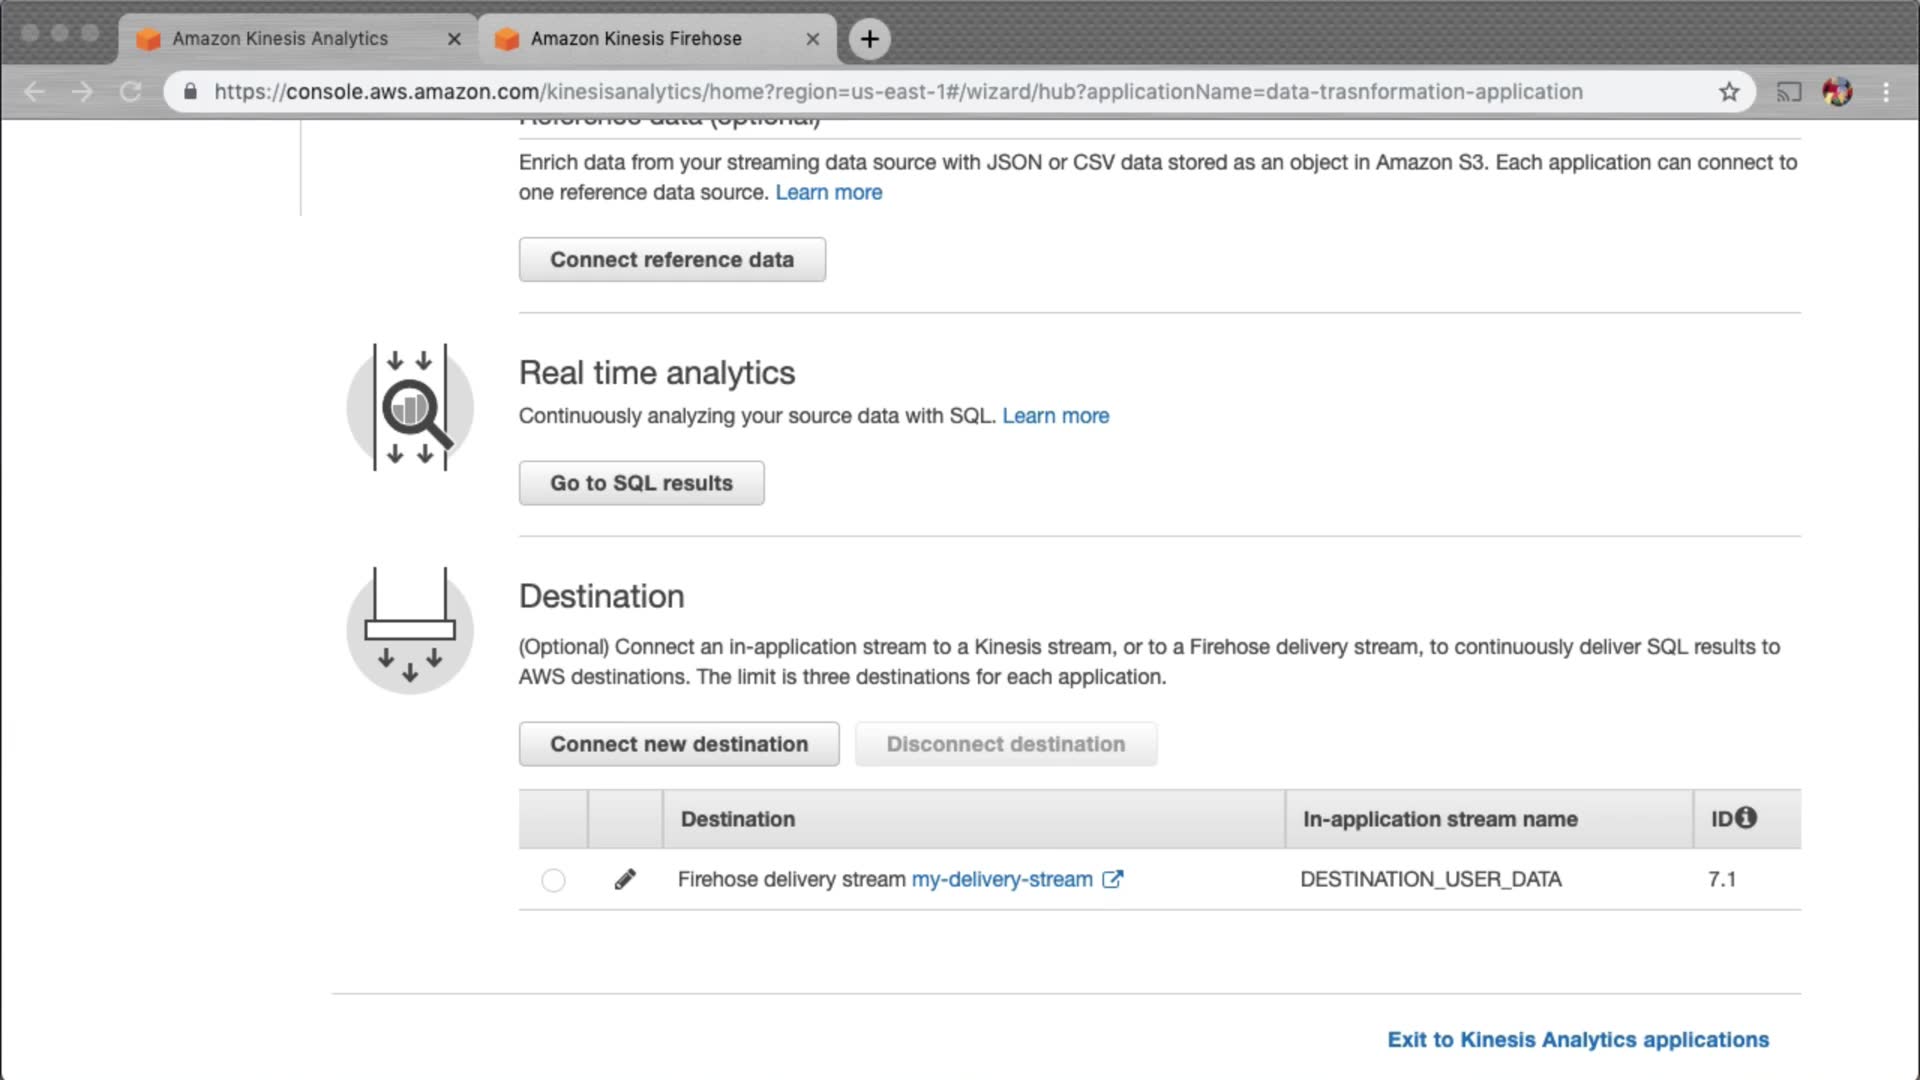 Amazon Kinesis Analytics
Amazon Kinesis Firehose
https://console.aws.amazon.com/kinesisanalytics/home?region=us-east-1#/wizard/hub?applicationName=data-trasnformation-application
Reference data (optional)
Enrich data from your streaming data source with JSON or CSV data stored as an object in Amazon S3. Each application can connect to
one reference data source. Learn more
Connect reference data
Real time analytics
Continuously analyzing your source data with SQL. Learn more
Go to SQL results
Destination
(Optional) Connect an in-application stream to a Kinesis stream, or to a Firehose delivery stream, to continuously deliver SQL results to
AWS destinations. The limit is three destinations for each application.
Connect new destination Disconnect destination
Destination In-application stream name ID
Firehose delivery stream my-delivery-stream DESTINATION_USER_DATA 7.1
Exit to Kinesis Analytics applications